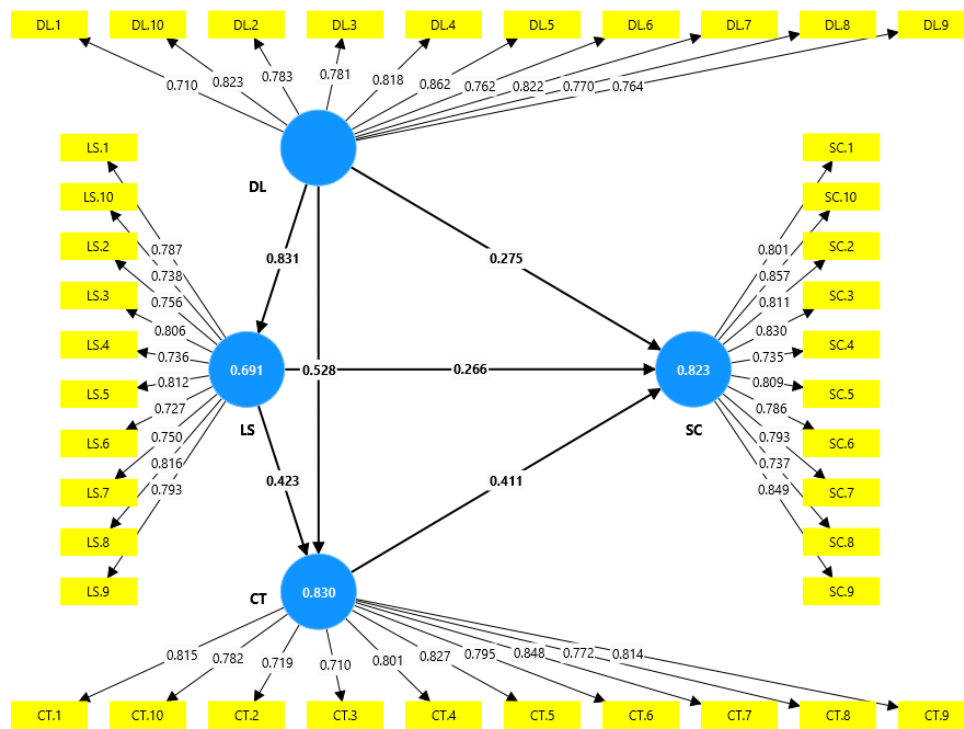 DL.1 DL.10 DL.2 DL.3 DL.4 DL.5 DL.6 DL.7 DL.8 DL.9
0.710 0.823 0.783 0.781 0.818 0.862 0.762 0.822 0.770 0.764
DL
LS.1
LS.10
LS.2
LS.3
LS.4
LS.5
LS.6
LS.7
LS.8
LS.9
0.787
0.738
0.756
0.806
0.736
0.812
0.727
0.750
0.816
0.793
0.691
LS
0.831
0.528
0.275
0.266
0.423
0.411
0.823
SC
0.801
0.857
0.811
0.830
0.735
0.809
0.786
0.793
0.737
0.849
SC.1
SC.10
SC.2
SC.3
SC.4
SC.5
SC.6
SC.7
SC.8
SC.9
CT
0.830
0.815 0.782 0.719 0.710 0.801 0.827 0.795 0.848 0.772 0.814
CT.1 CT.10 CT.2 CT.3 CT.4 CT.5 CT.6 CT.7 CT.8 CT.9